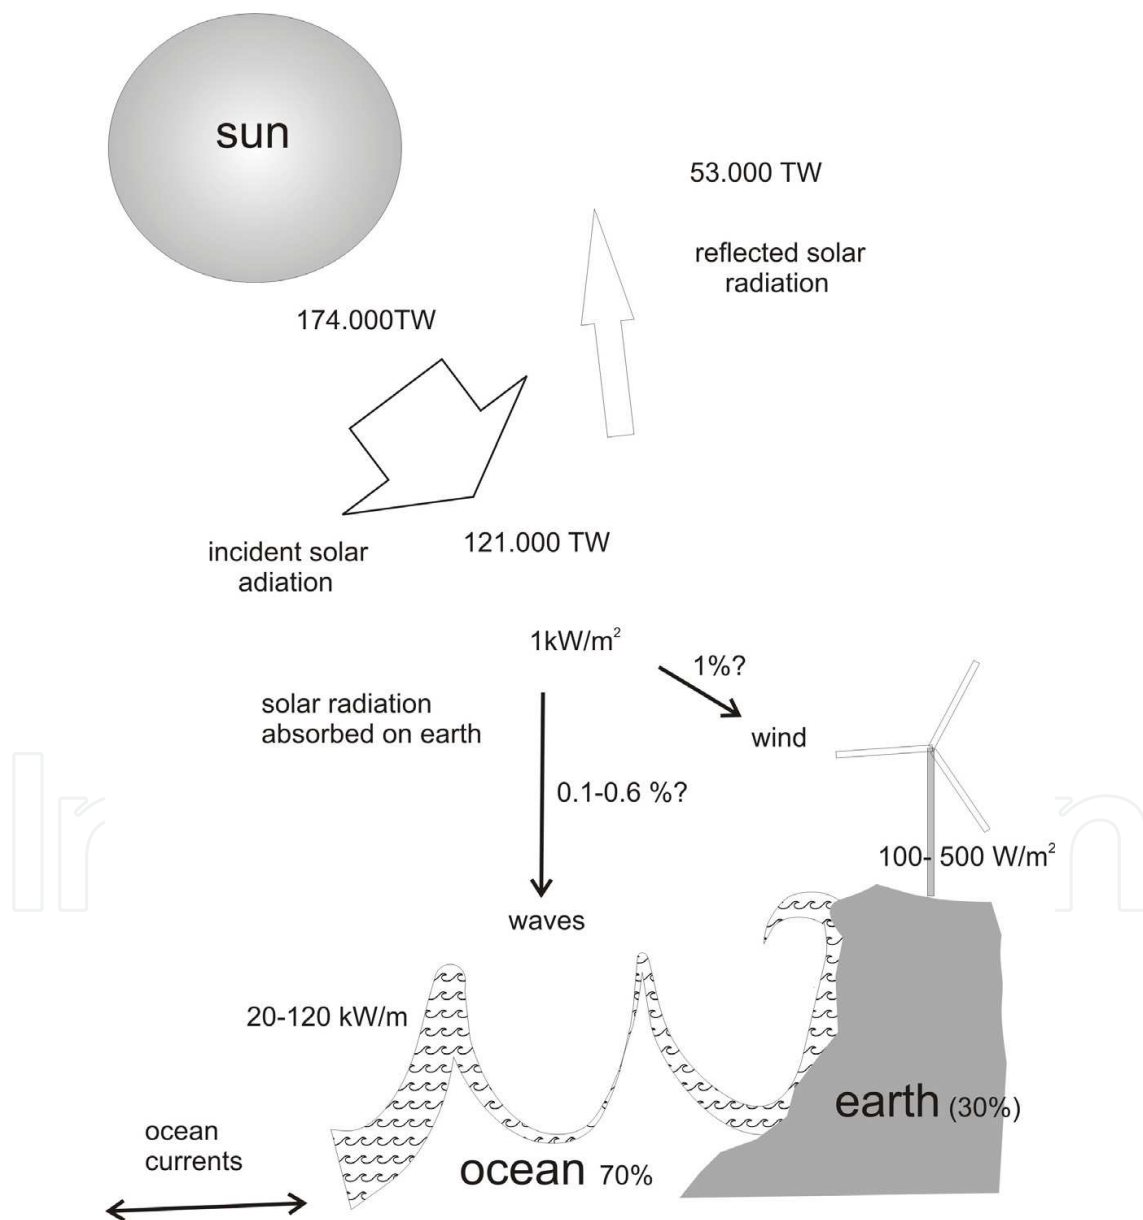 sun
53.000 TW
reflected solar
radiation
174.000TW
incident solar
adiation
121.000 TW
1kW/m²
1%?
solar radiation
absorbed on earth
wind
0.1-0.6 %?
100- 500 W/m²
waves
20-120 kW/m
earth (30%)
ocean
currents
ocean 70%